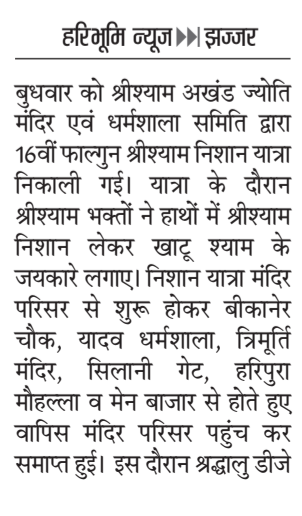 हरिभूमि न्यूज ▶▶| झज्जर
बुधवार को श्रीश्याम अखंड ज्योति
मंदिर एवं धर्मशाला समिति द्वारा
16वीं फाल्गुन श्रीश्याम निशान यात्रा
निकाली गई। यात्रा के दौरान
श्रीश्याम भक्तों ने हाथों में श्रीश्याम
निशान लेकर खाटू श्याम के
जयकारे लगाए। निशान यात्रा मंदिर
परिसर से शुरू होकर बीकानेर
चौक, यादव धर्मशाला, त्रिमूर्ति
मंदिर, सिलानी गेट, हरिपुरा
मौहल्ला व मेन बाजार से होते हुए
वापिस मंदिर परिसर पहुंच कर
समाप्त हुई। इस दौरान श्रद्धालु डीजे